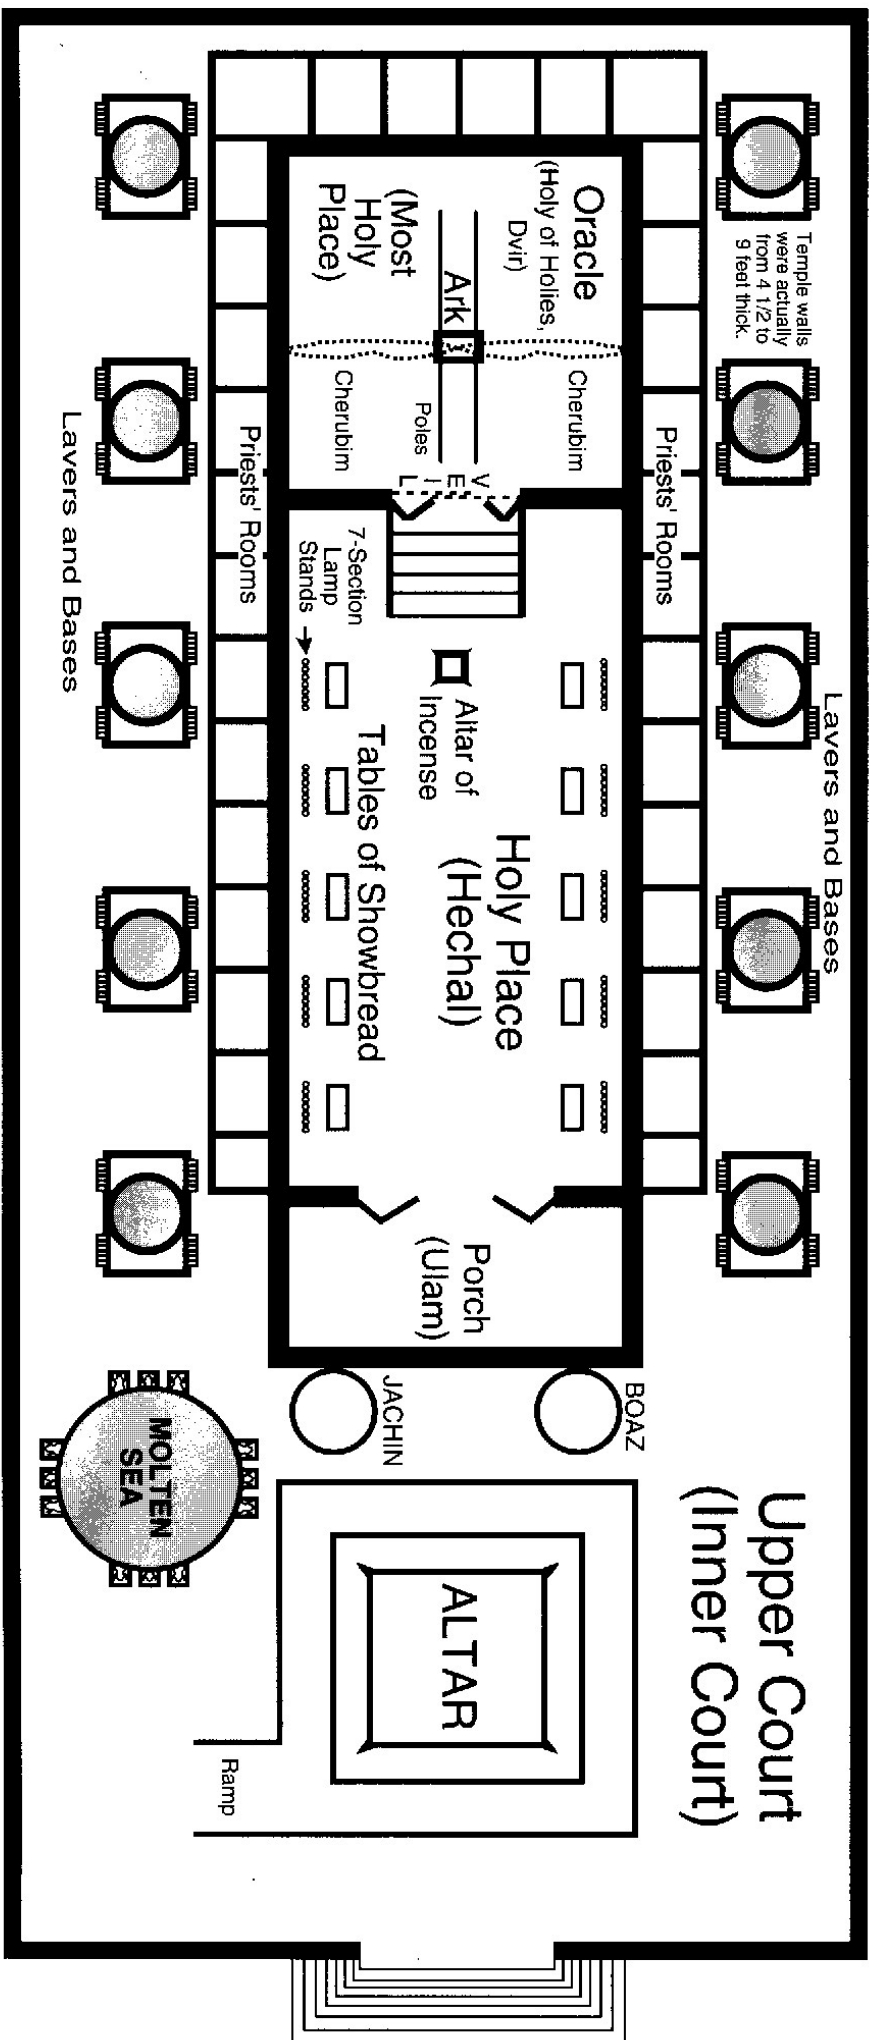 Temple walls
were actually
from 4 1/2 to
9 feet thick.
Lavers and Bases
Upper Court
(Inner Court)
Priests' Rooms
BOAZ
Oracle
(Holy of Holies,
Dvir)
Cherubim
Holy Place
(Hechal)
Ark
VEIL
Poles
Altar of
Incense
Porch
(Ulam)
ALTAR
(Most
Holy
Place)
Cherubim
7-Section
Lamp
Stands
Tables of Showbread
JACHIN
Priests' Rooms
Ramp
Lavers and Bases
MOLTEN
SEA